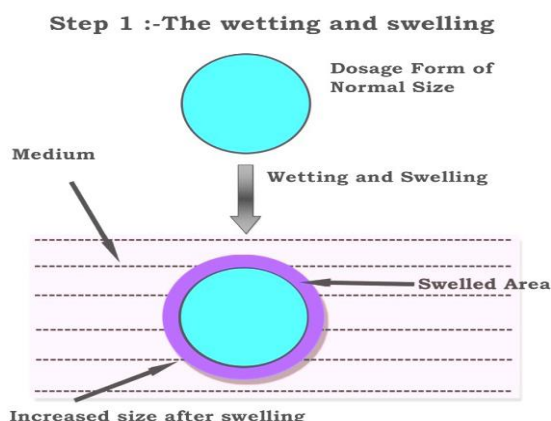 Step 1 :-The wetting and swelling
Dosage Form of
Normal Size
Medium
Wetting and Swelling
Swelled Area
Increased size after swelling